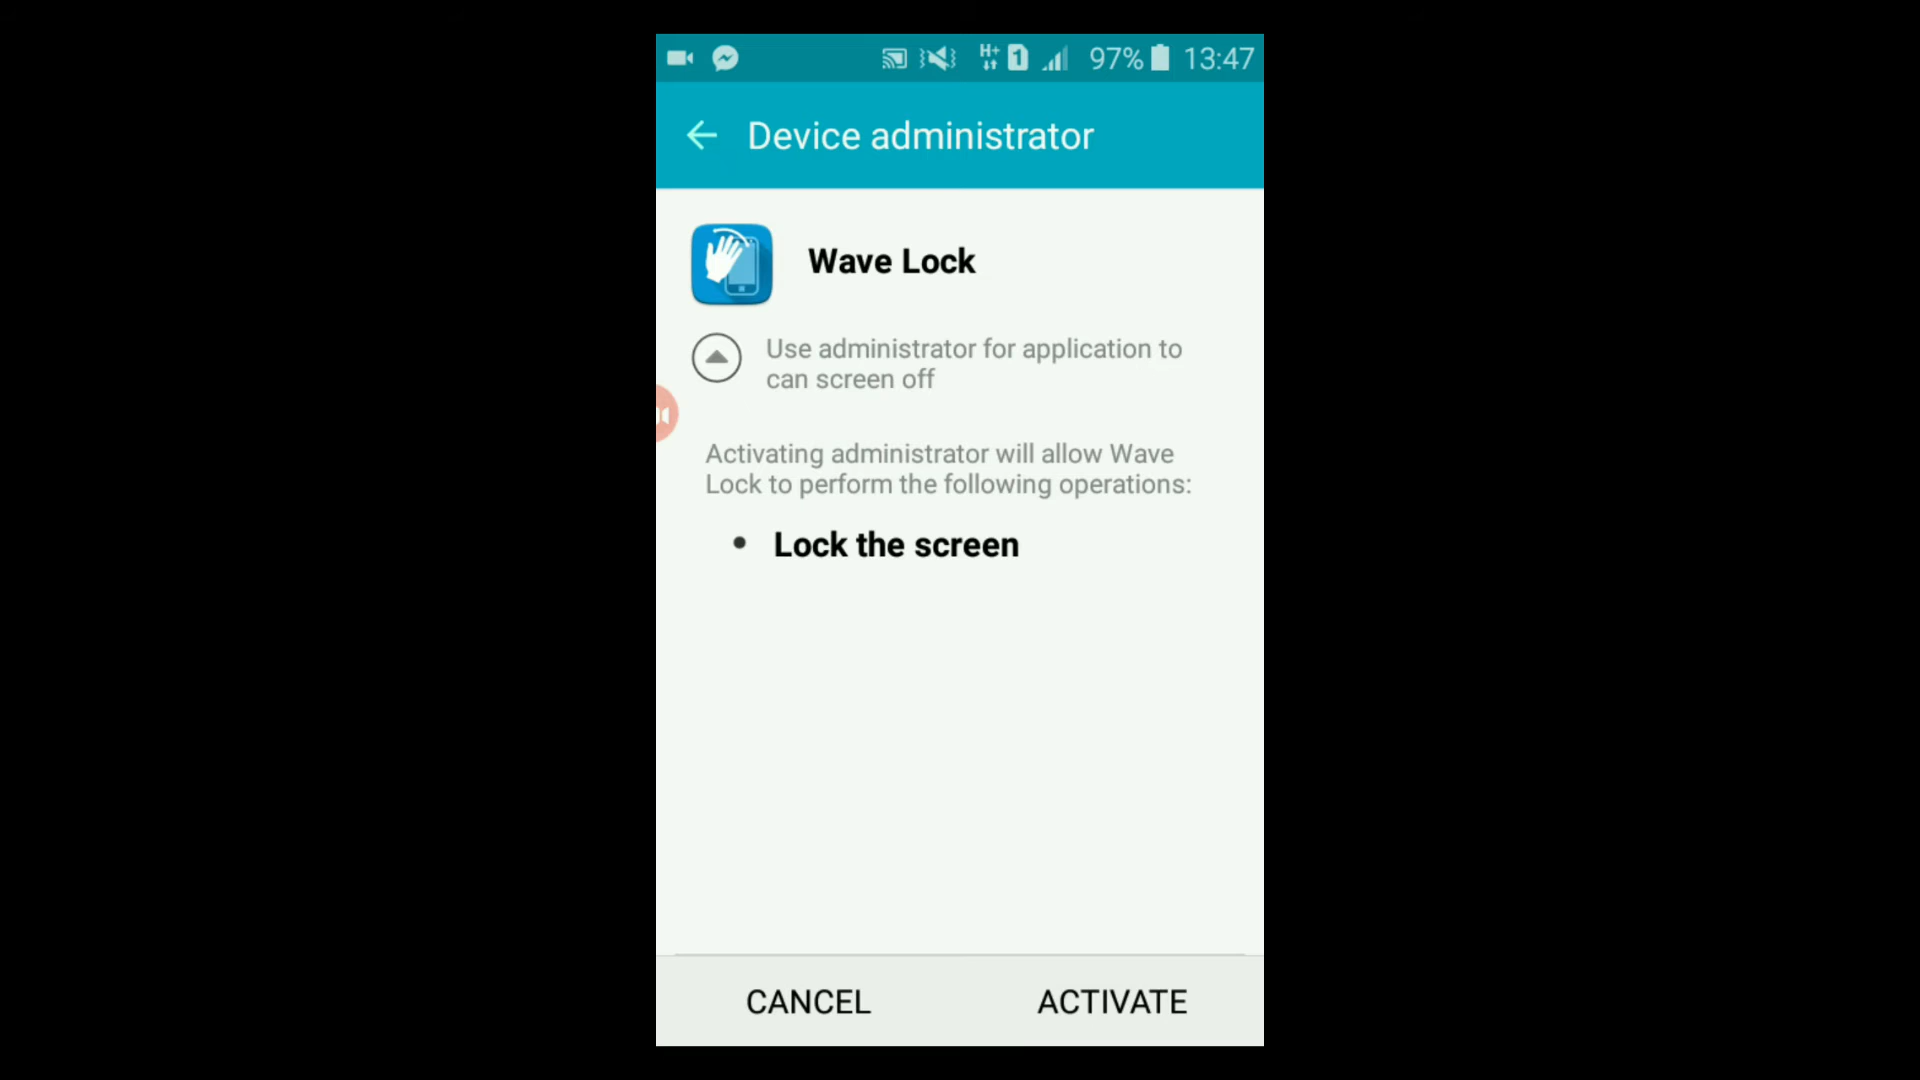 H+ 1 97% 13:47
Device administrator
Wave Lock
Use administrator for application to
can screen off
Activating administrator will allow Wave
Lock to perform the following operations:
• Lock the screen
CANCEL ACTIVATE